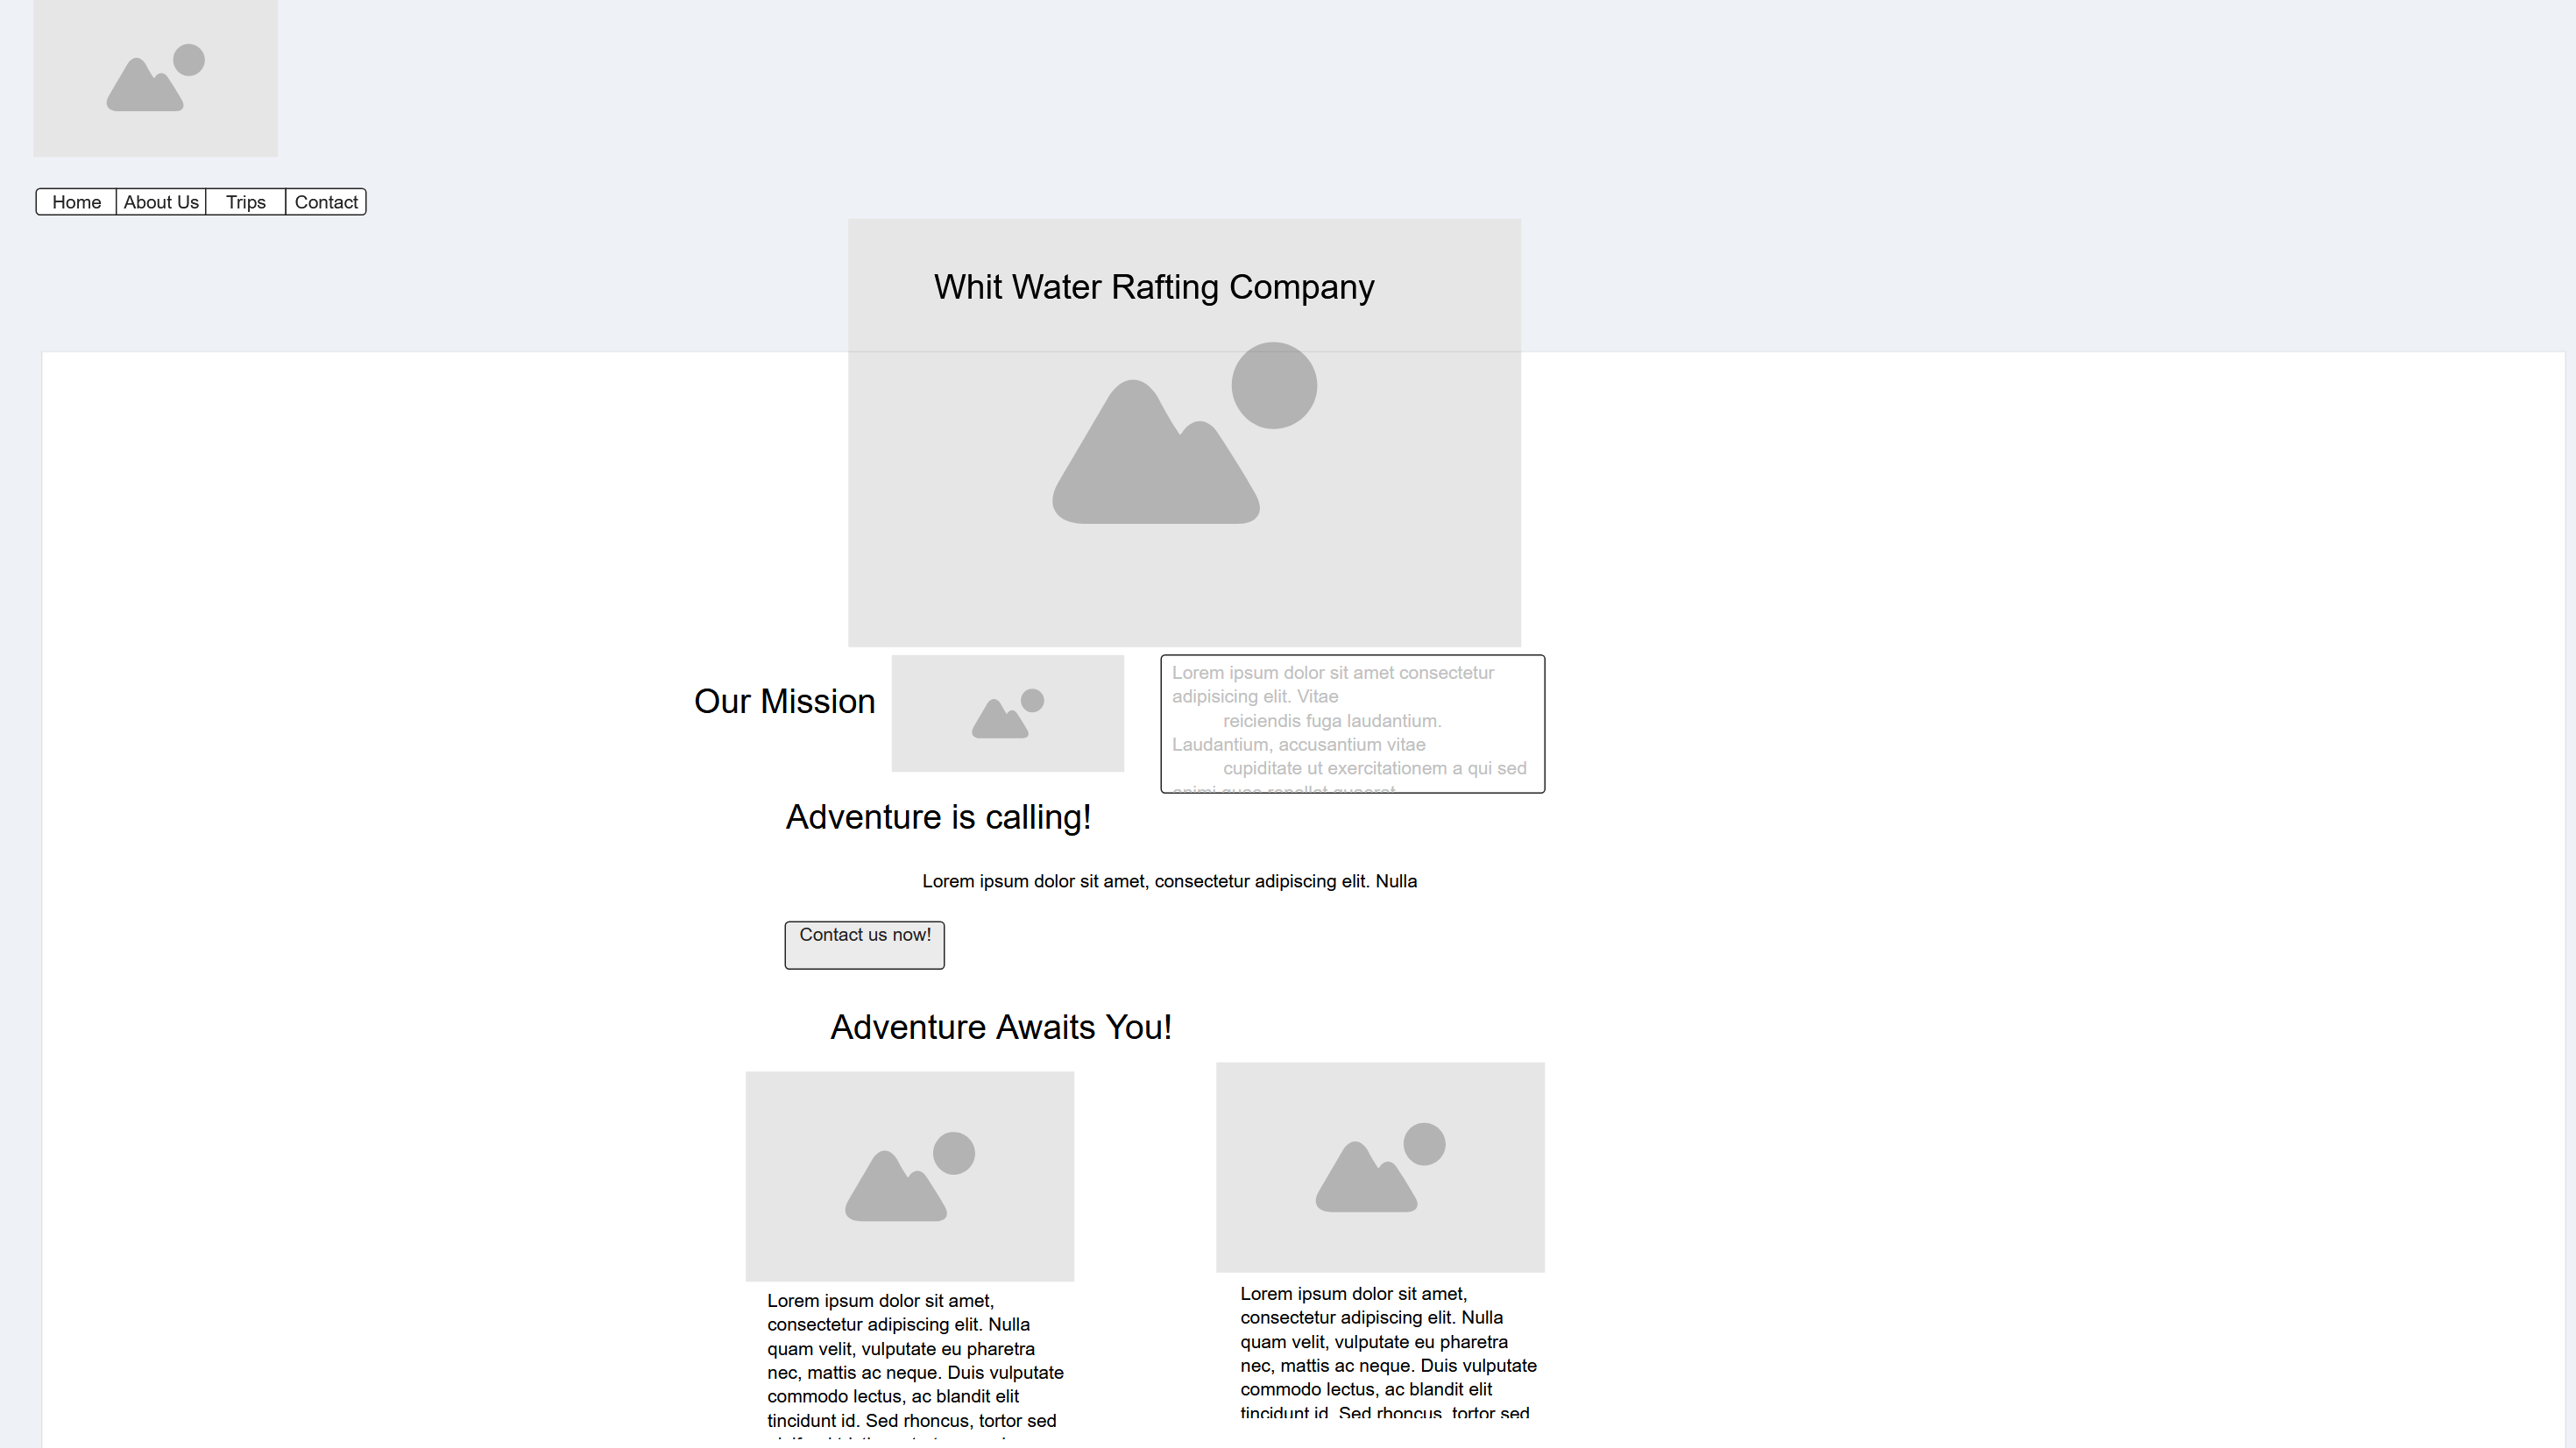 Home About Us Trips Contact
Whit Water Rafting Company
Our Mission
Lorem ipsum dolor sit amet consectetur
adipisicing elit. Vitae
reiciendis fuga laudantium.
Laudantium, accusantium vitae
cupiditate ut exercitationem a qui sed
animi quae repellat quaerat
Adventure is calling!
Lorem ipsum dolor sit amet, consectetur adipiscing elit. Nulla
Contact us now!
Adventure Awaits You!
Lorem ipsum dolor sit amet,
consectetur adipiscing elit. Nulla
quam velit, vulputate eu pharetra
nec, mattis ac neque. Duis vulputate
commodo lectus, ac blandit elit
tincidunt id. Sed rhoncus, tortor sed
Lorem ipsum dolor sit amet,
consectetur adipiscing elit. Nulla
quam velit, vulputate eu pharetra
nec, mattis ac neque. Duis vulputate
commodo lectus, ac blandit elit
tincidunt id. Sed rhoncus, tortor sed